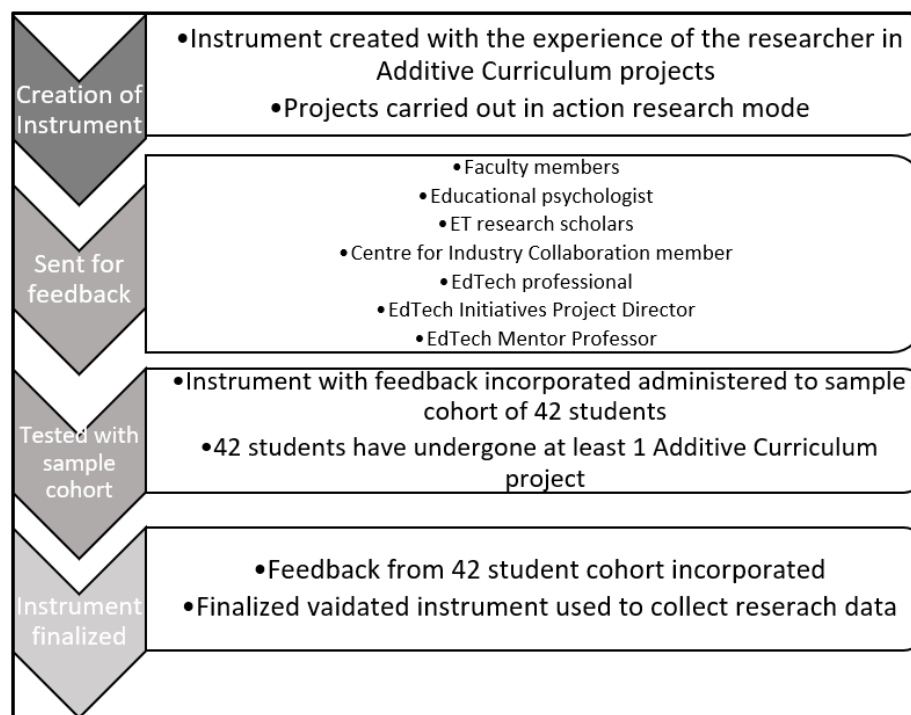 Creation of
Instrument
•Instrument created with the experience of the researcher in
Additive Curriculum projects
•Projects carried out in action research mode
Sent for
feedback
•Faculty members
•Educational psychologist
•ET research scholars
•Centre for Industry Collaboration member
•EdTech professional
•EdTech Initiatives Project Director
•EdTech Mentor Professor
Tested with
sample
cohort
•Instrument with feedback incorporated administered to sample
cohort of 42 students
•42 students have undergone at least 1 Additive Curriculum
project
Instrument
finalized
•Feedback from 42 student cohort incorporated
•Finalized vaidated instrument used to collect reserach data